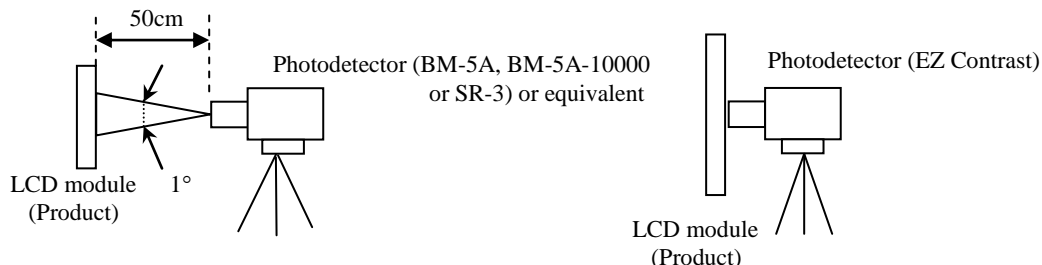 50cm
Photodetector (BM-5A, BM-5A-10000
or SR-3) or equivalent
1°
LCD module
(Product)
Photodetector (EZ Contrast)
LCD module
(Product)